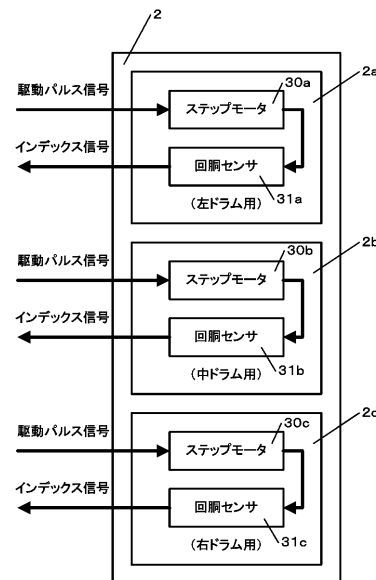 2
2a
30a
駆動パルス信号
ステップモータ
インデックス信号
回胴センサ
31a
(左ドラム用)
2b
30b
駆動パルス信号
ステップモータ
インデックス信号
回胴センサ
31b
(中ドラム用)
2c
30c
駆動パルス信号
ステップモータ
インデックス信号
回胴センサ
31c
(右ドラム用)